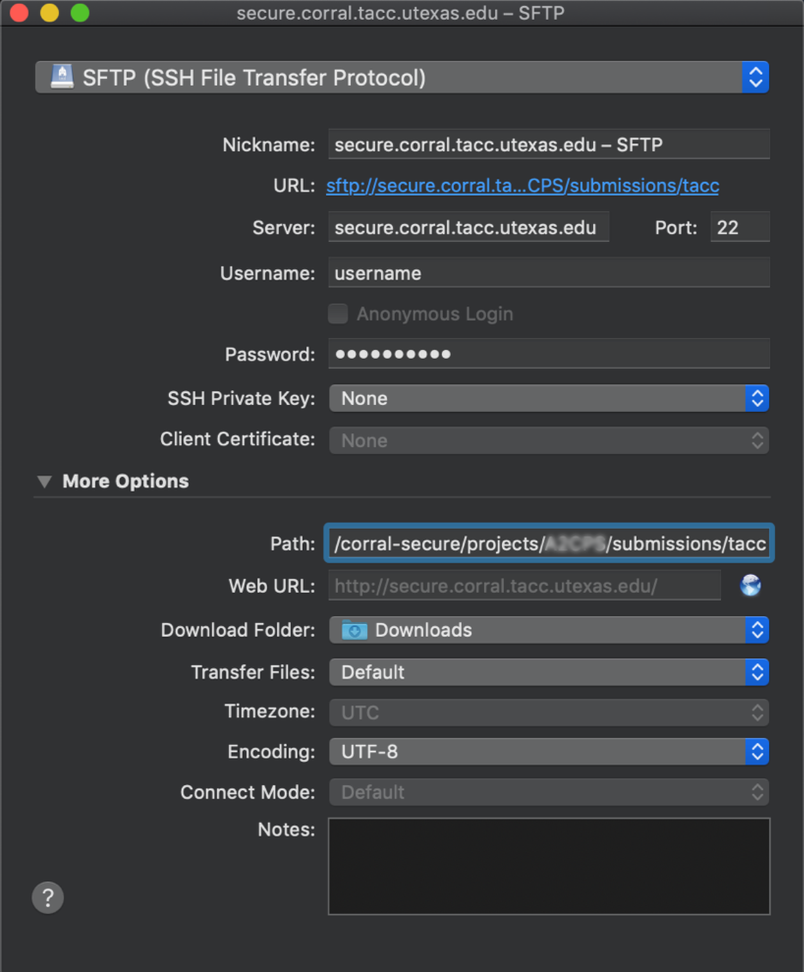 secure.corral.tacc.utexas.edu – SFTP
SFTP (SSH File Transfer Protocol)
Nickname: secure.corral.tacc.utexas.edu – SFTP
URL: sftp://secure.corral.ta...CPS/submissions/tacc
Server: secure.corral.tacc.utexas.edu Port: 22
Username: username
Anonymous Login
Password: ●●●●●●●●●●
SSH Private Key: None
Client Certificate: None
More Options
Path: /corral-secure/projects/A2CPS/submissions/tacc
Web URL: http://secure.corral.tacc.utexas.edu/
Download Folder: Downloads
Transfer Files: Default
Timezone: UTC
Encoding: UTF-8
Connect Mode: Default
Notes:
?